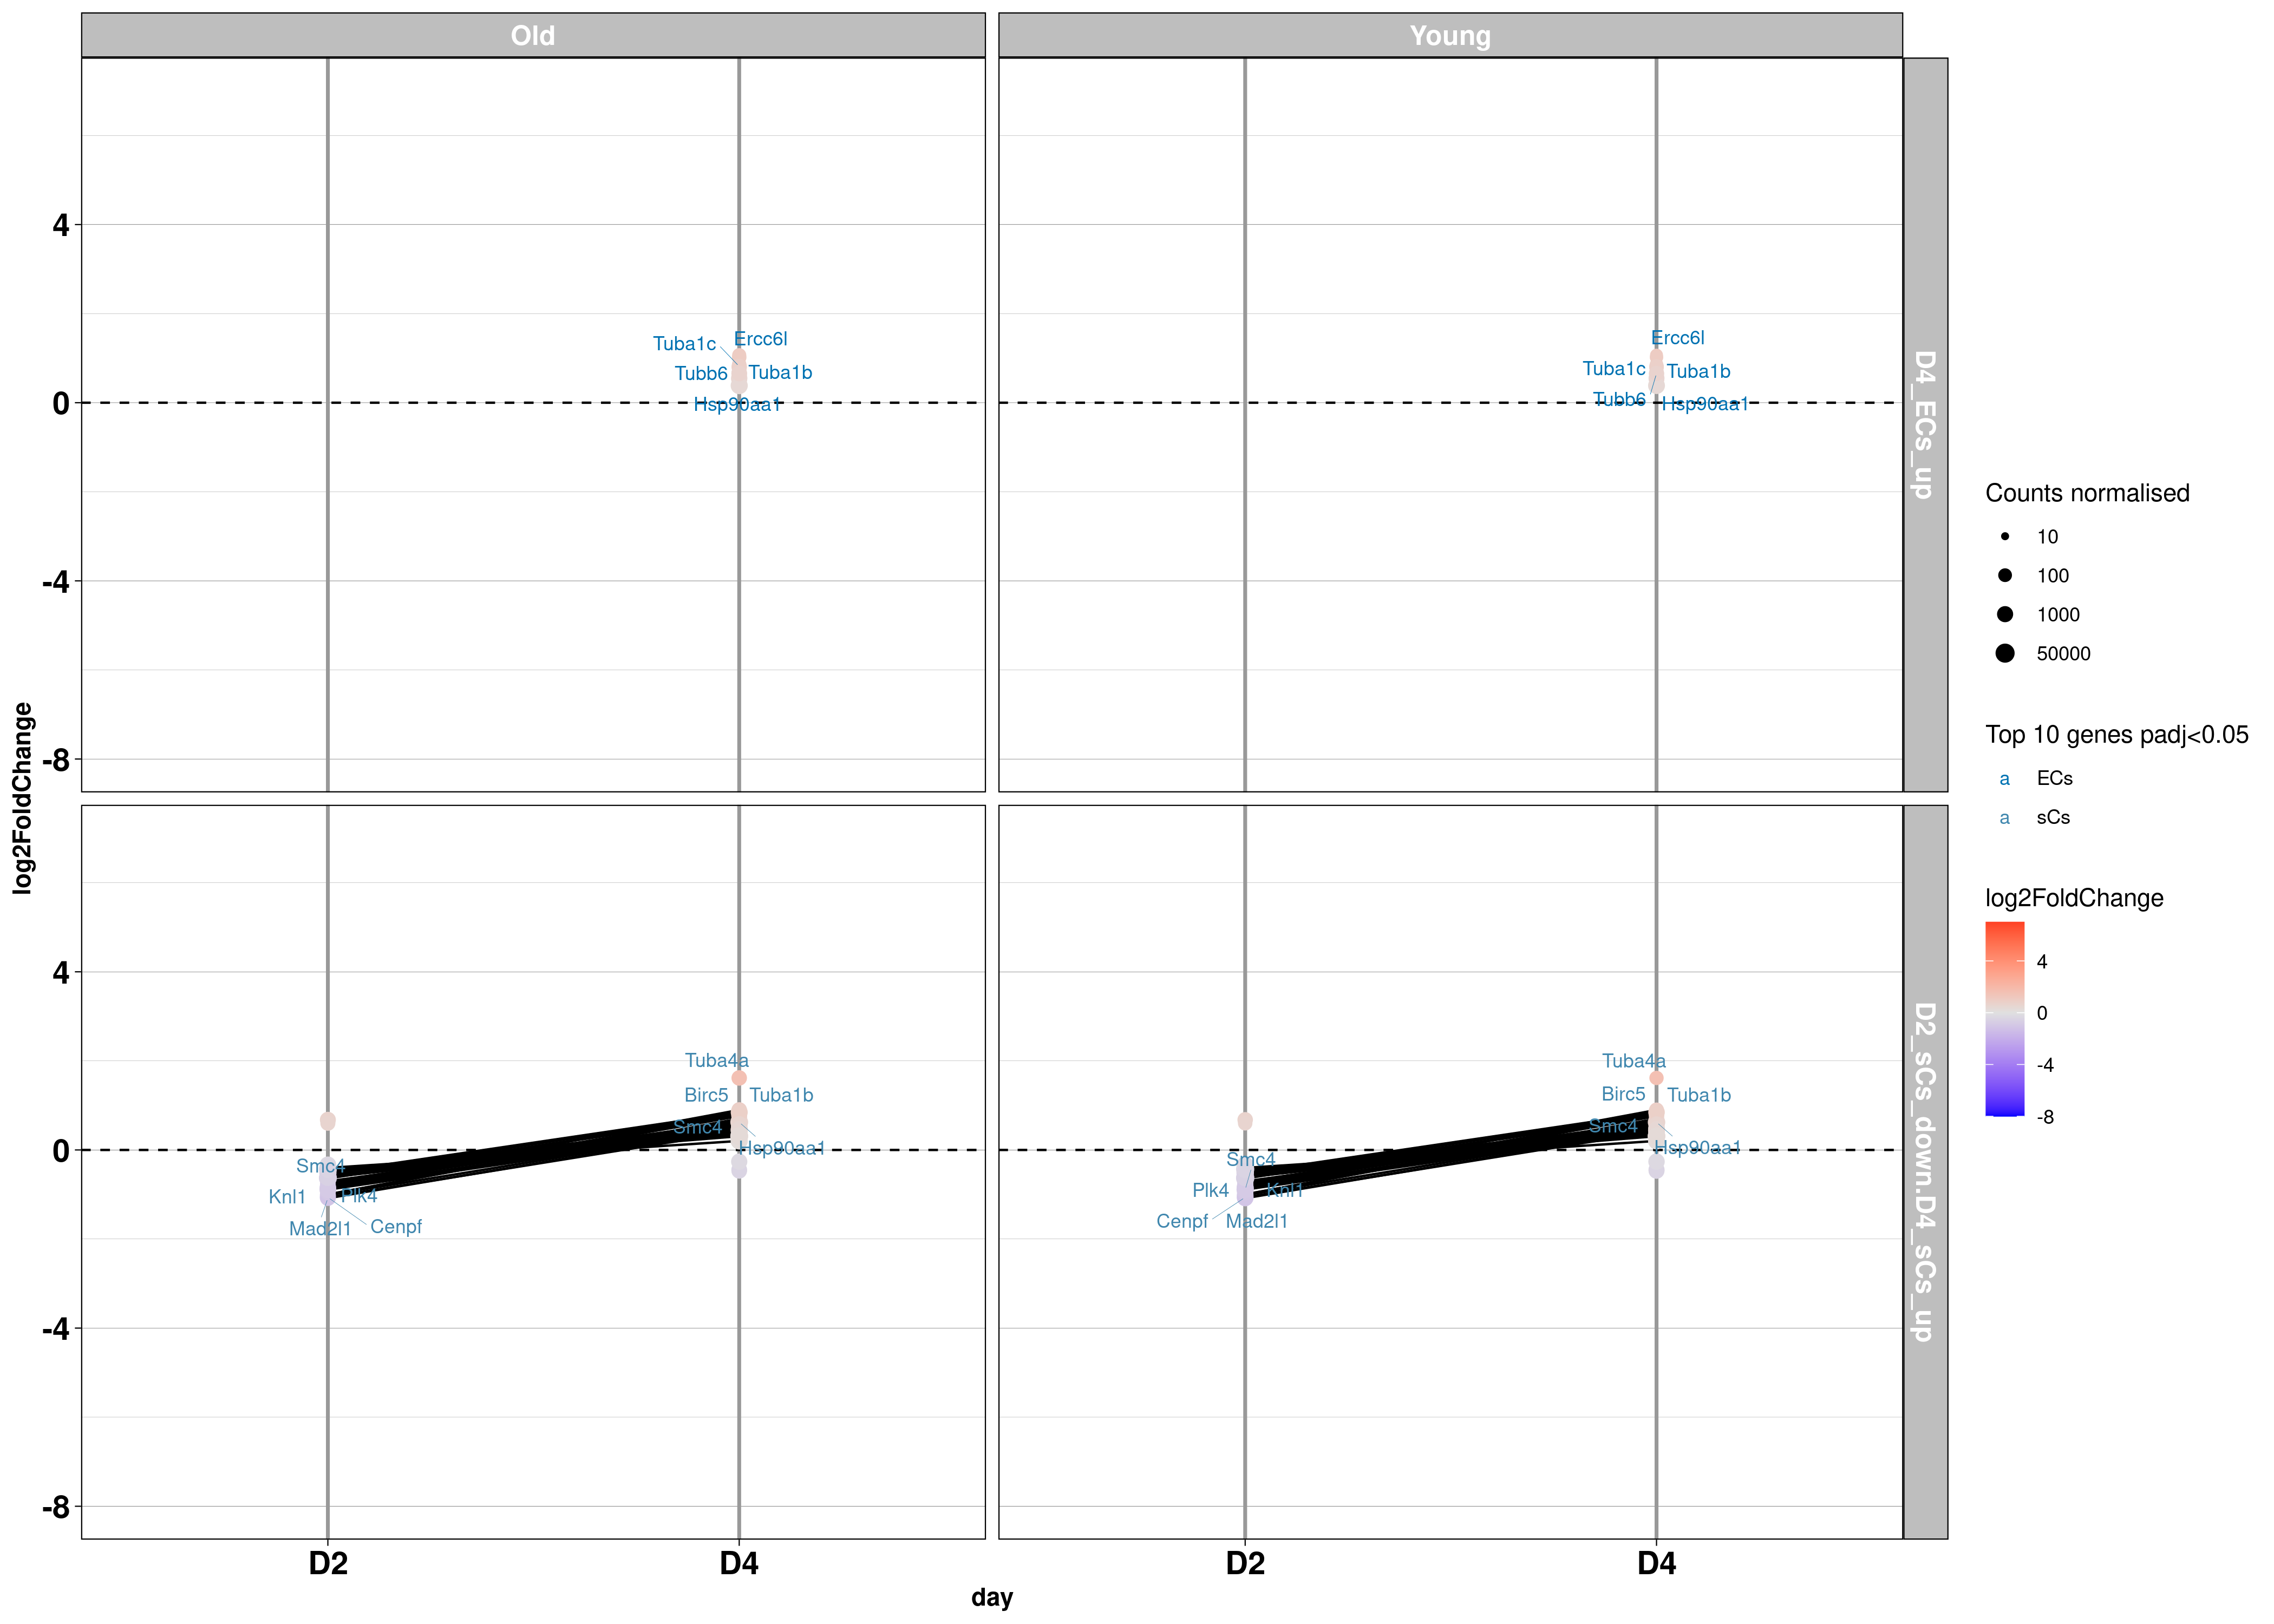 Old
Young
4
0
-4
-8
Ercc6l
Tuba1c
Tubb6
Tuba1b
Hsp90aa1
Ercc6l
Tuba1c
Tuba1b
Tubb6
Hsp90aa1
D4_ECs_up
4
0
-4
-8
Tuba4a
Birc5
Tuba1b
Smc4
Hsp90aa1
Smc4
Knl1
Plk4
Mad2l1
Cenpf
Tuba4a
Birc5
Tuba1b
Smc4
Hsp90aa1
Smc4
Plk4
Knl1
Cenpf
Mad2l1
D2_sCs_down.D4_sCs_up
D2
D4
D2
D4
day
log2FoldChange
Counts normalised
10
100
1000
50000
Top 10 genes padj<0.05
a ECs
a sCs
log2FoldChange
4
0
-4
-8